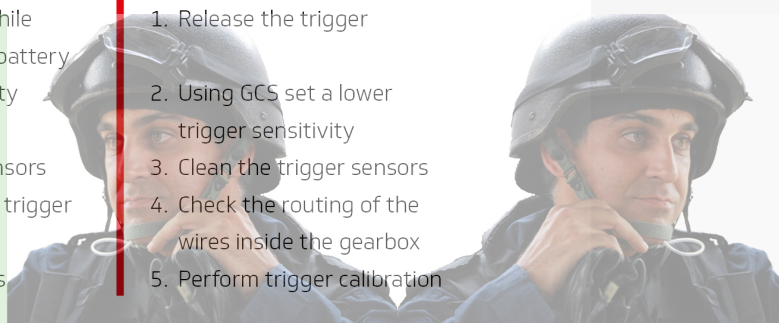 hile
battery
ty
nsors
trigger
s
1. Release the trigger
2. Using GCS set a lower
trigger sensitivity
3. Clean the trigger sensors
4. Check the routing of the
wires inside the gearbox
5. Perform trigger calibration